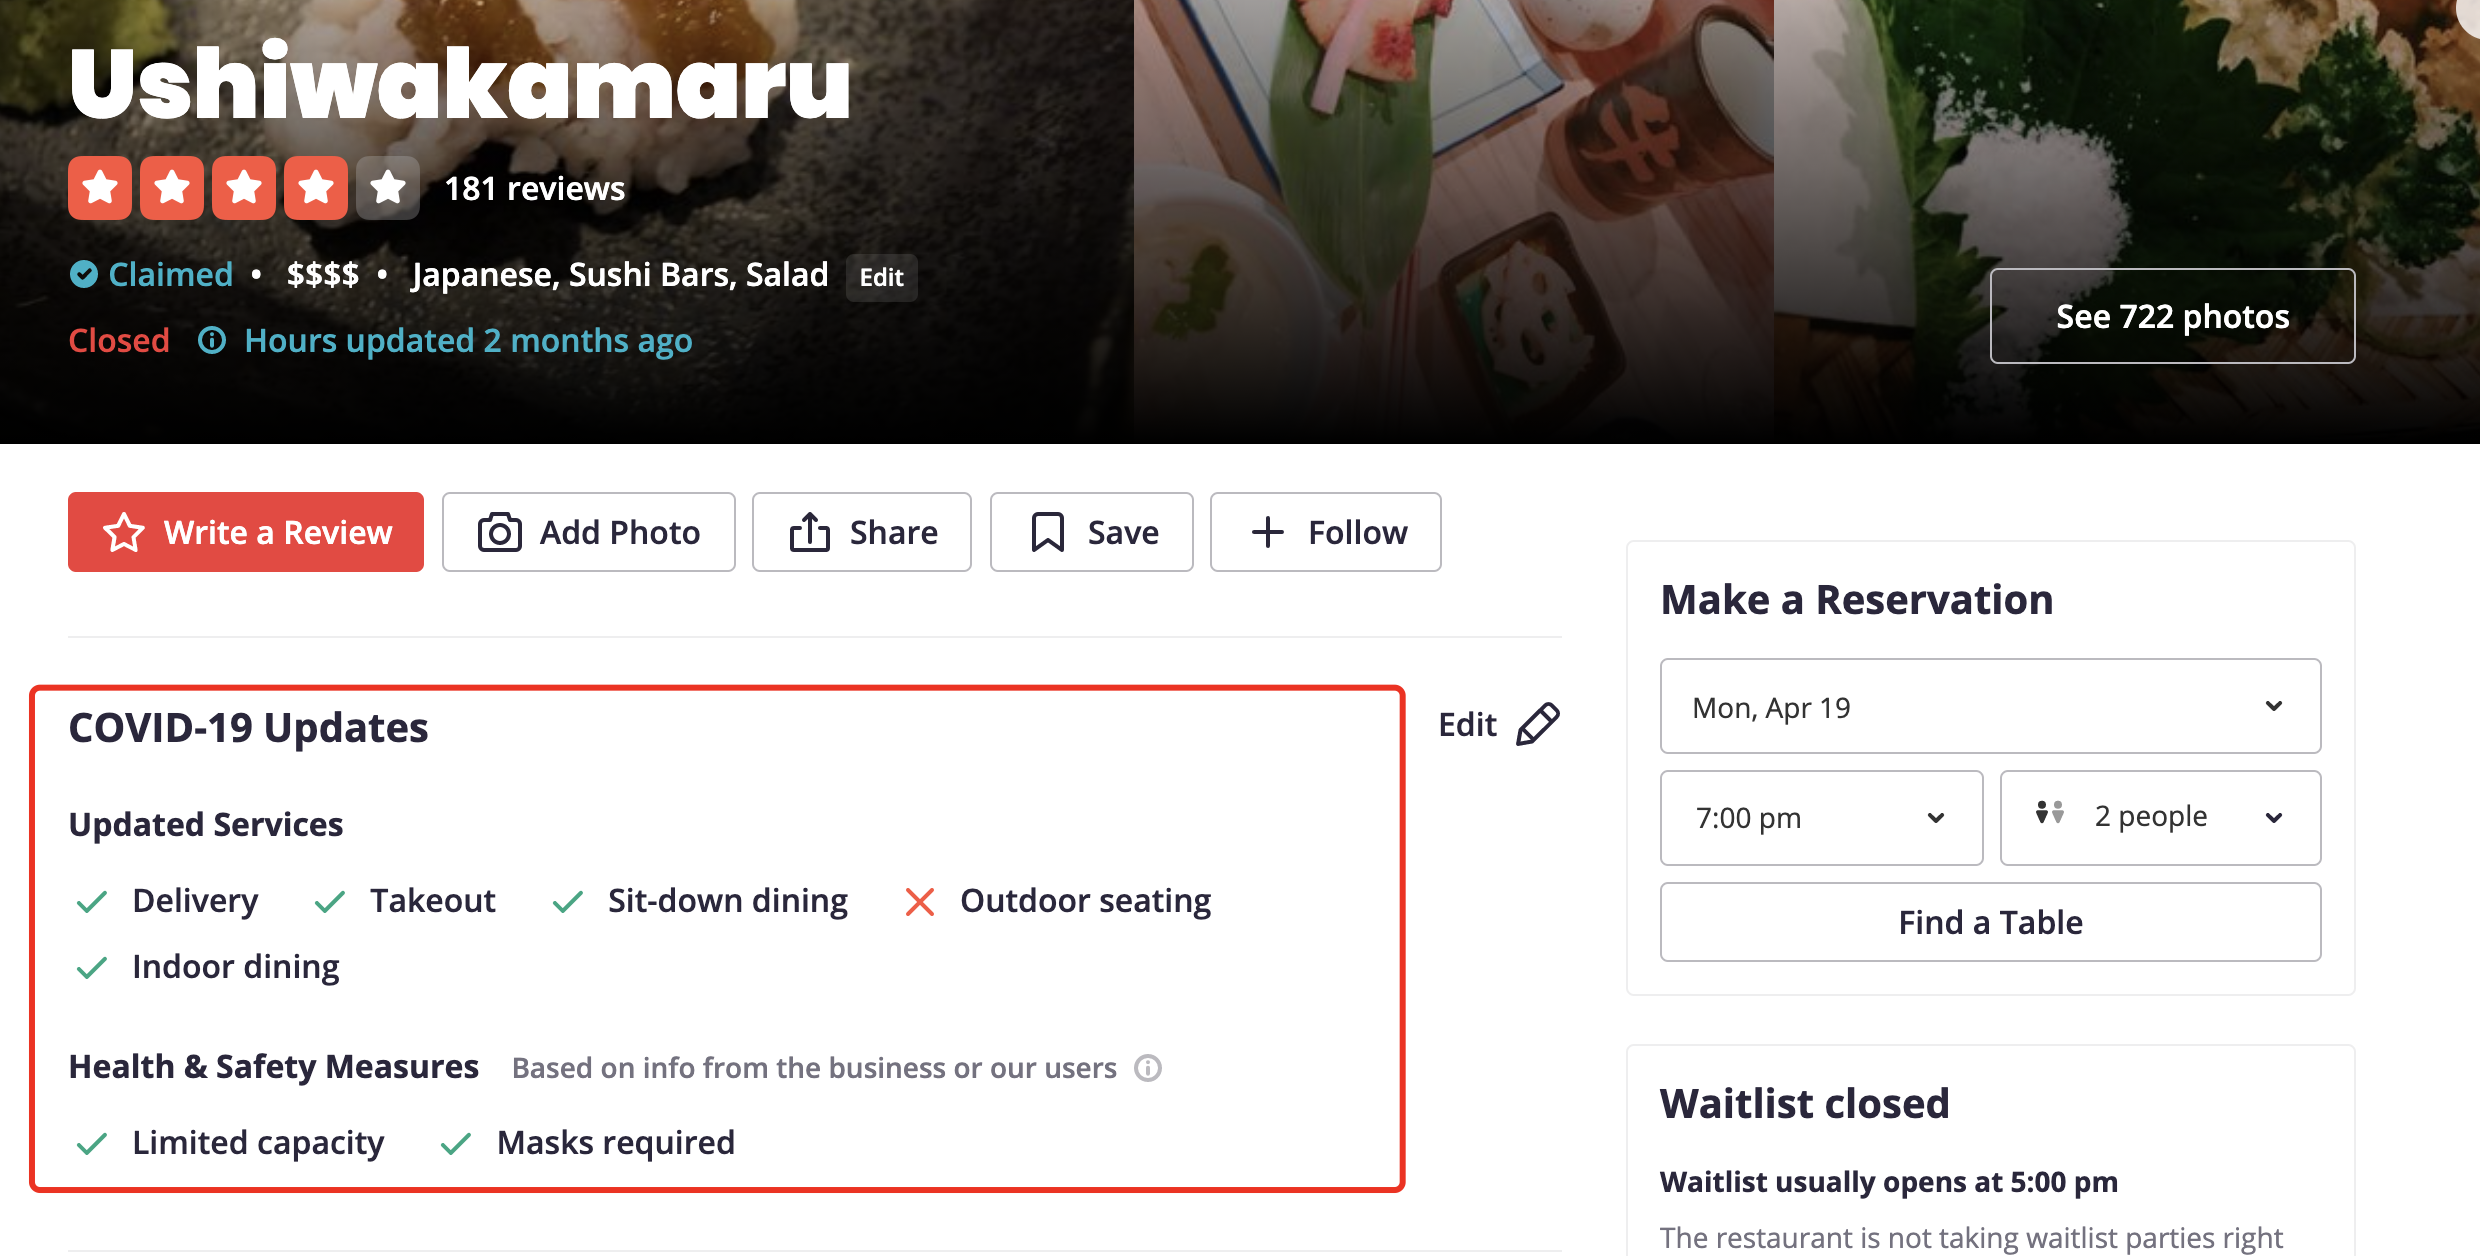 Ushiwakamaru
181 reviews
Claimed • $$$$ • Japanese, Sushi Bars, Salad Edit
Closed Hours updated 2 months ago
See 722 photos
Write a Review Add Photo Share Save Follow
COVID-19 Updates
Edit
Updated Services
Delivery Takeout Sit-down dining Outdoor seating
Indoor dining
Health & Safety Measures Based on info from the business or our users
Limited capacity Masks required
Make a Reservation
Mon, Apr 19
7:00 pm 2 people
Find a Table
Waitlist closed
Waitlist usually opens at 5:00 pm
The restaurant is not taking waitlist parties right